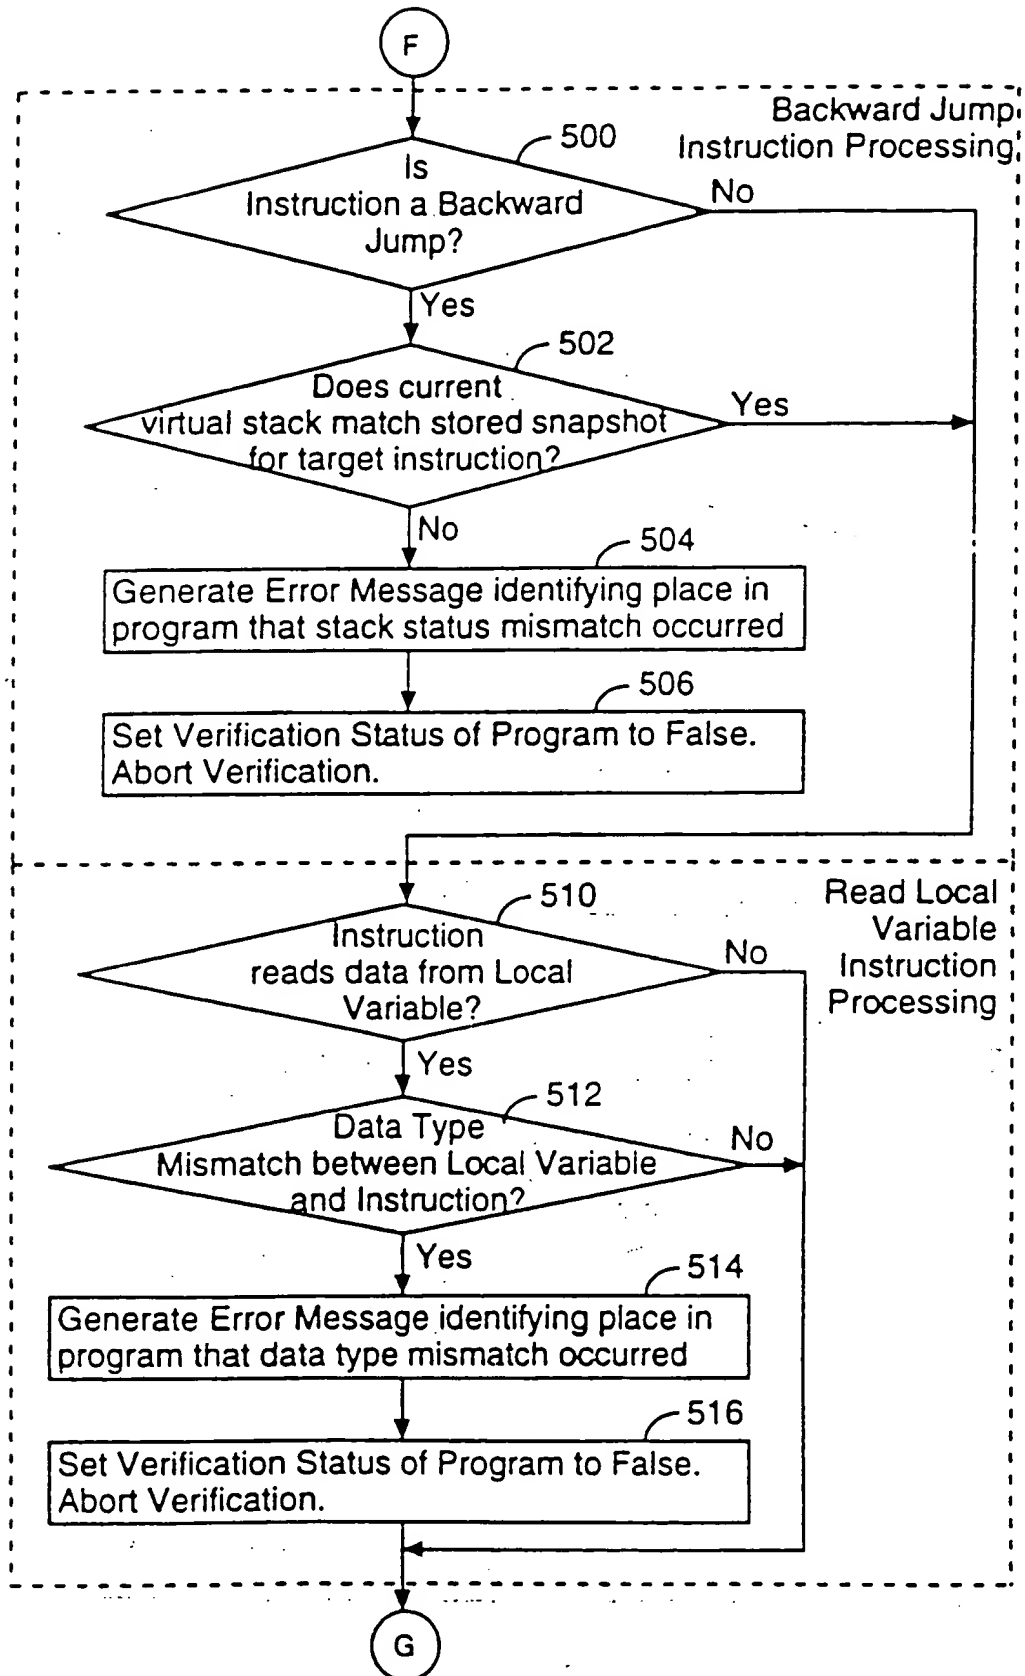 F
Backward Jump
Instruction Processing
500
Is
Instruction a Backward
Jump?
No
Yes
502
Does current
virtual stack match stored snapshot
for target instruction?
Yes
No
504
Generate Error Message identifying place in
program that stack status mismatch occurred
506
Set Verification Status of Program to False.
Abort Verification.
Read Local
Variable
Instruction
Processing
510
Instruction
reads data from Local
Variable?
No
Yes
512
Data Type
Mismatch between Local Variable
and Instruction?
No
Yes
514
Generate Error Message identifying place in
program that data type mismatch occurred
516
Set Verification Status of Program to False.
Abort Verification.
G